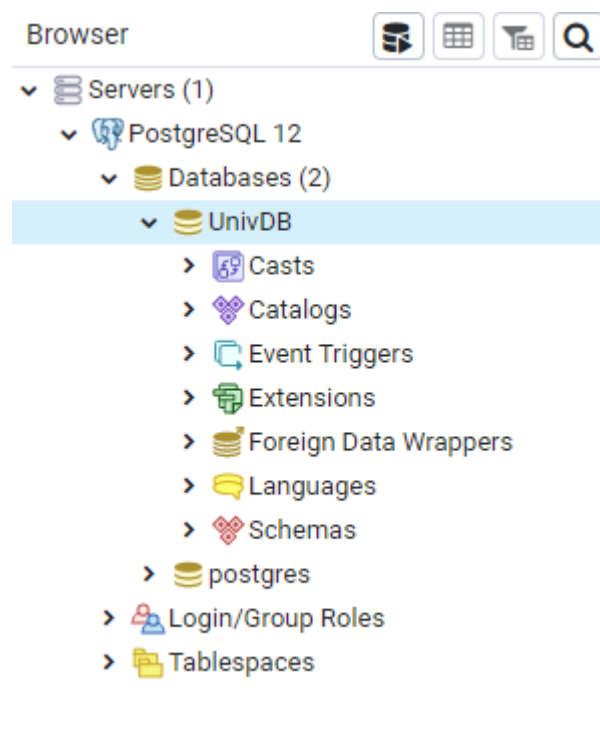 Browser
Servers (1)
PostgreSQL 12
Databases (2)
UnivDB
Casts
Catalogs
Event Triggers
Extensions
Foreign Data Wrappers
Languages
Schemas
postgres
Login/Group Roles
Tablespaces